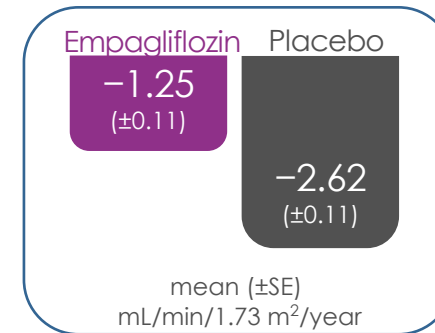 Empagliflozin Placebo
−1.25
(±0.11)
−2.62
(±0.11)
mean (±SE)
mL/min/1.73 m²/year